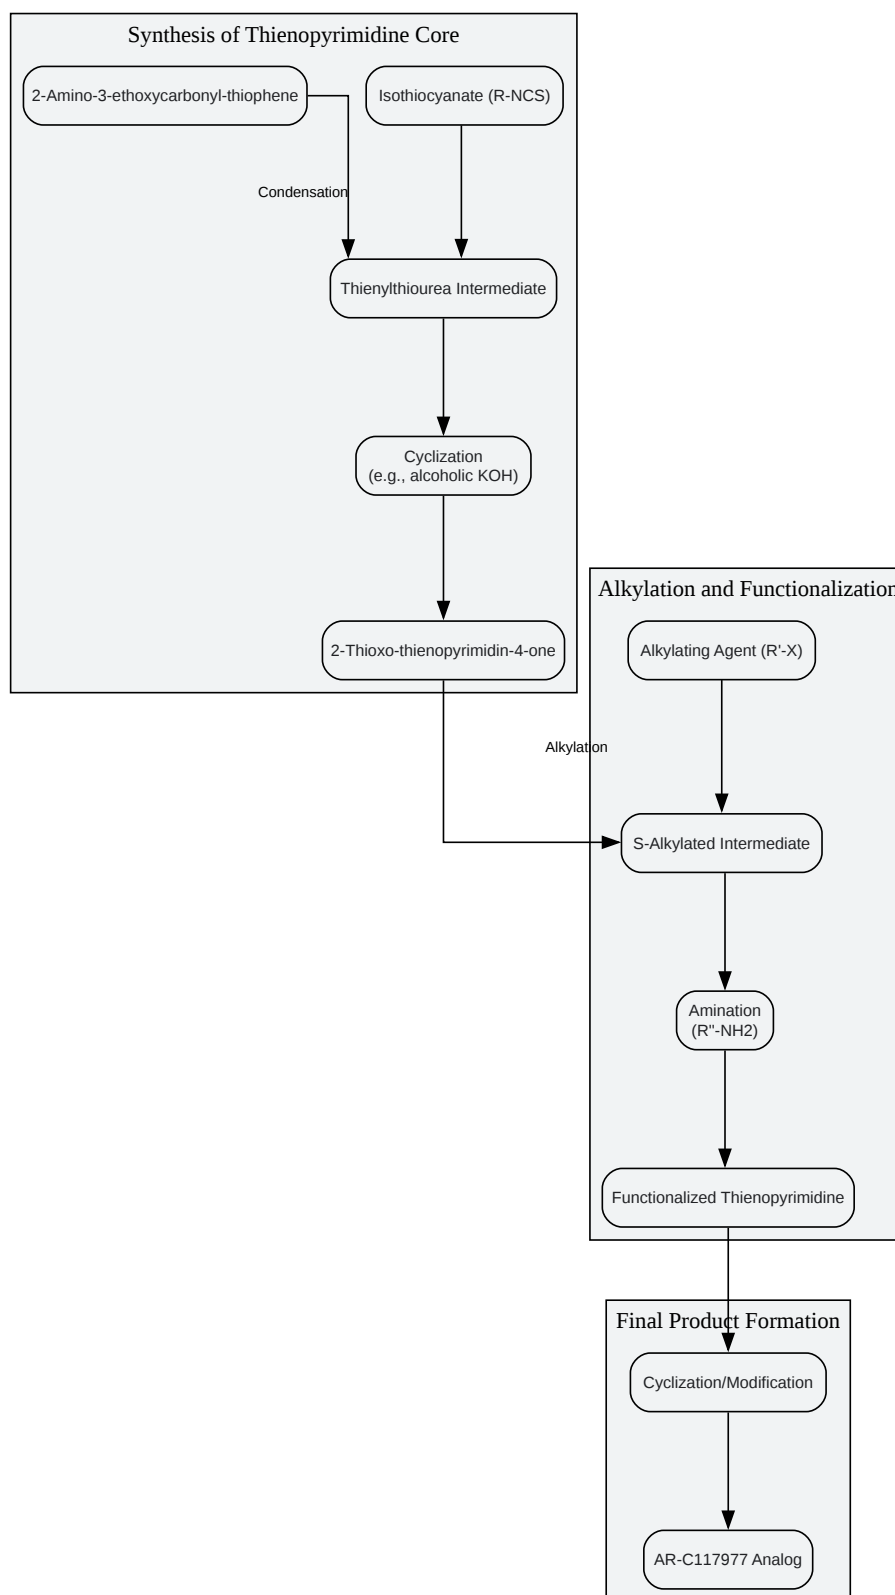 Synthesis of Thienopyrimidine Core
2-Amino-3-ethoxycarbonyl-thiophene
Isothiocyanate (R-NCS)
Condensation
Thienylthiourea Intermediate
Cyclization
(e.g., alcoholic KOH)
2-Thioxo-thienopyrimidin-4-one
Alkylation and Functionalization
Alkylating Agent (R'-X)
Alkylation
S-Alkylated Intermediate
Amination
(R''-NH2)
Functionalized Thienopyrimidine
Final Product Formation
Cyclization/Modification
AR-C117977 Analog